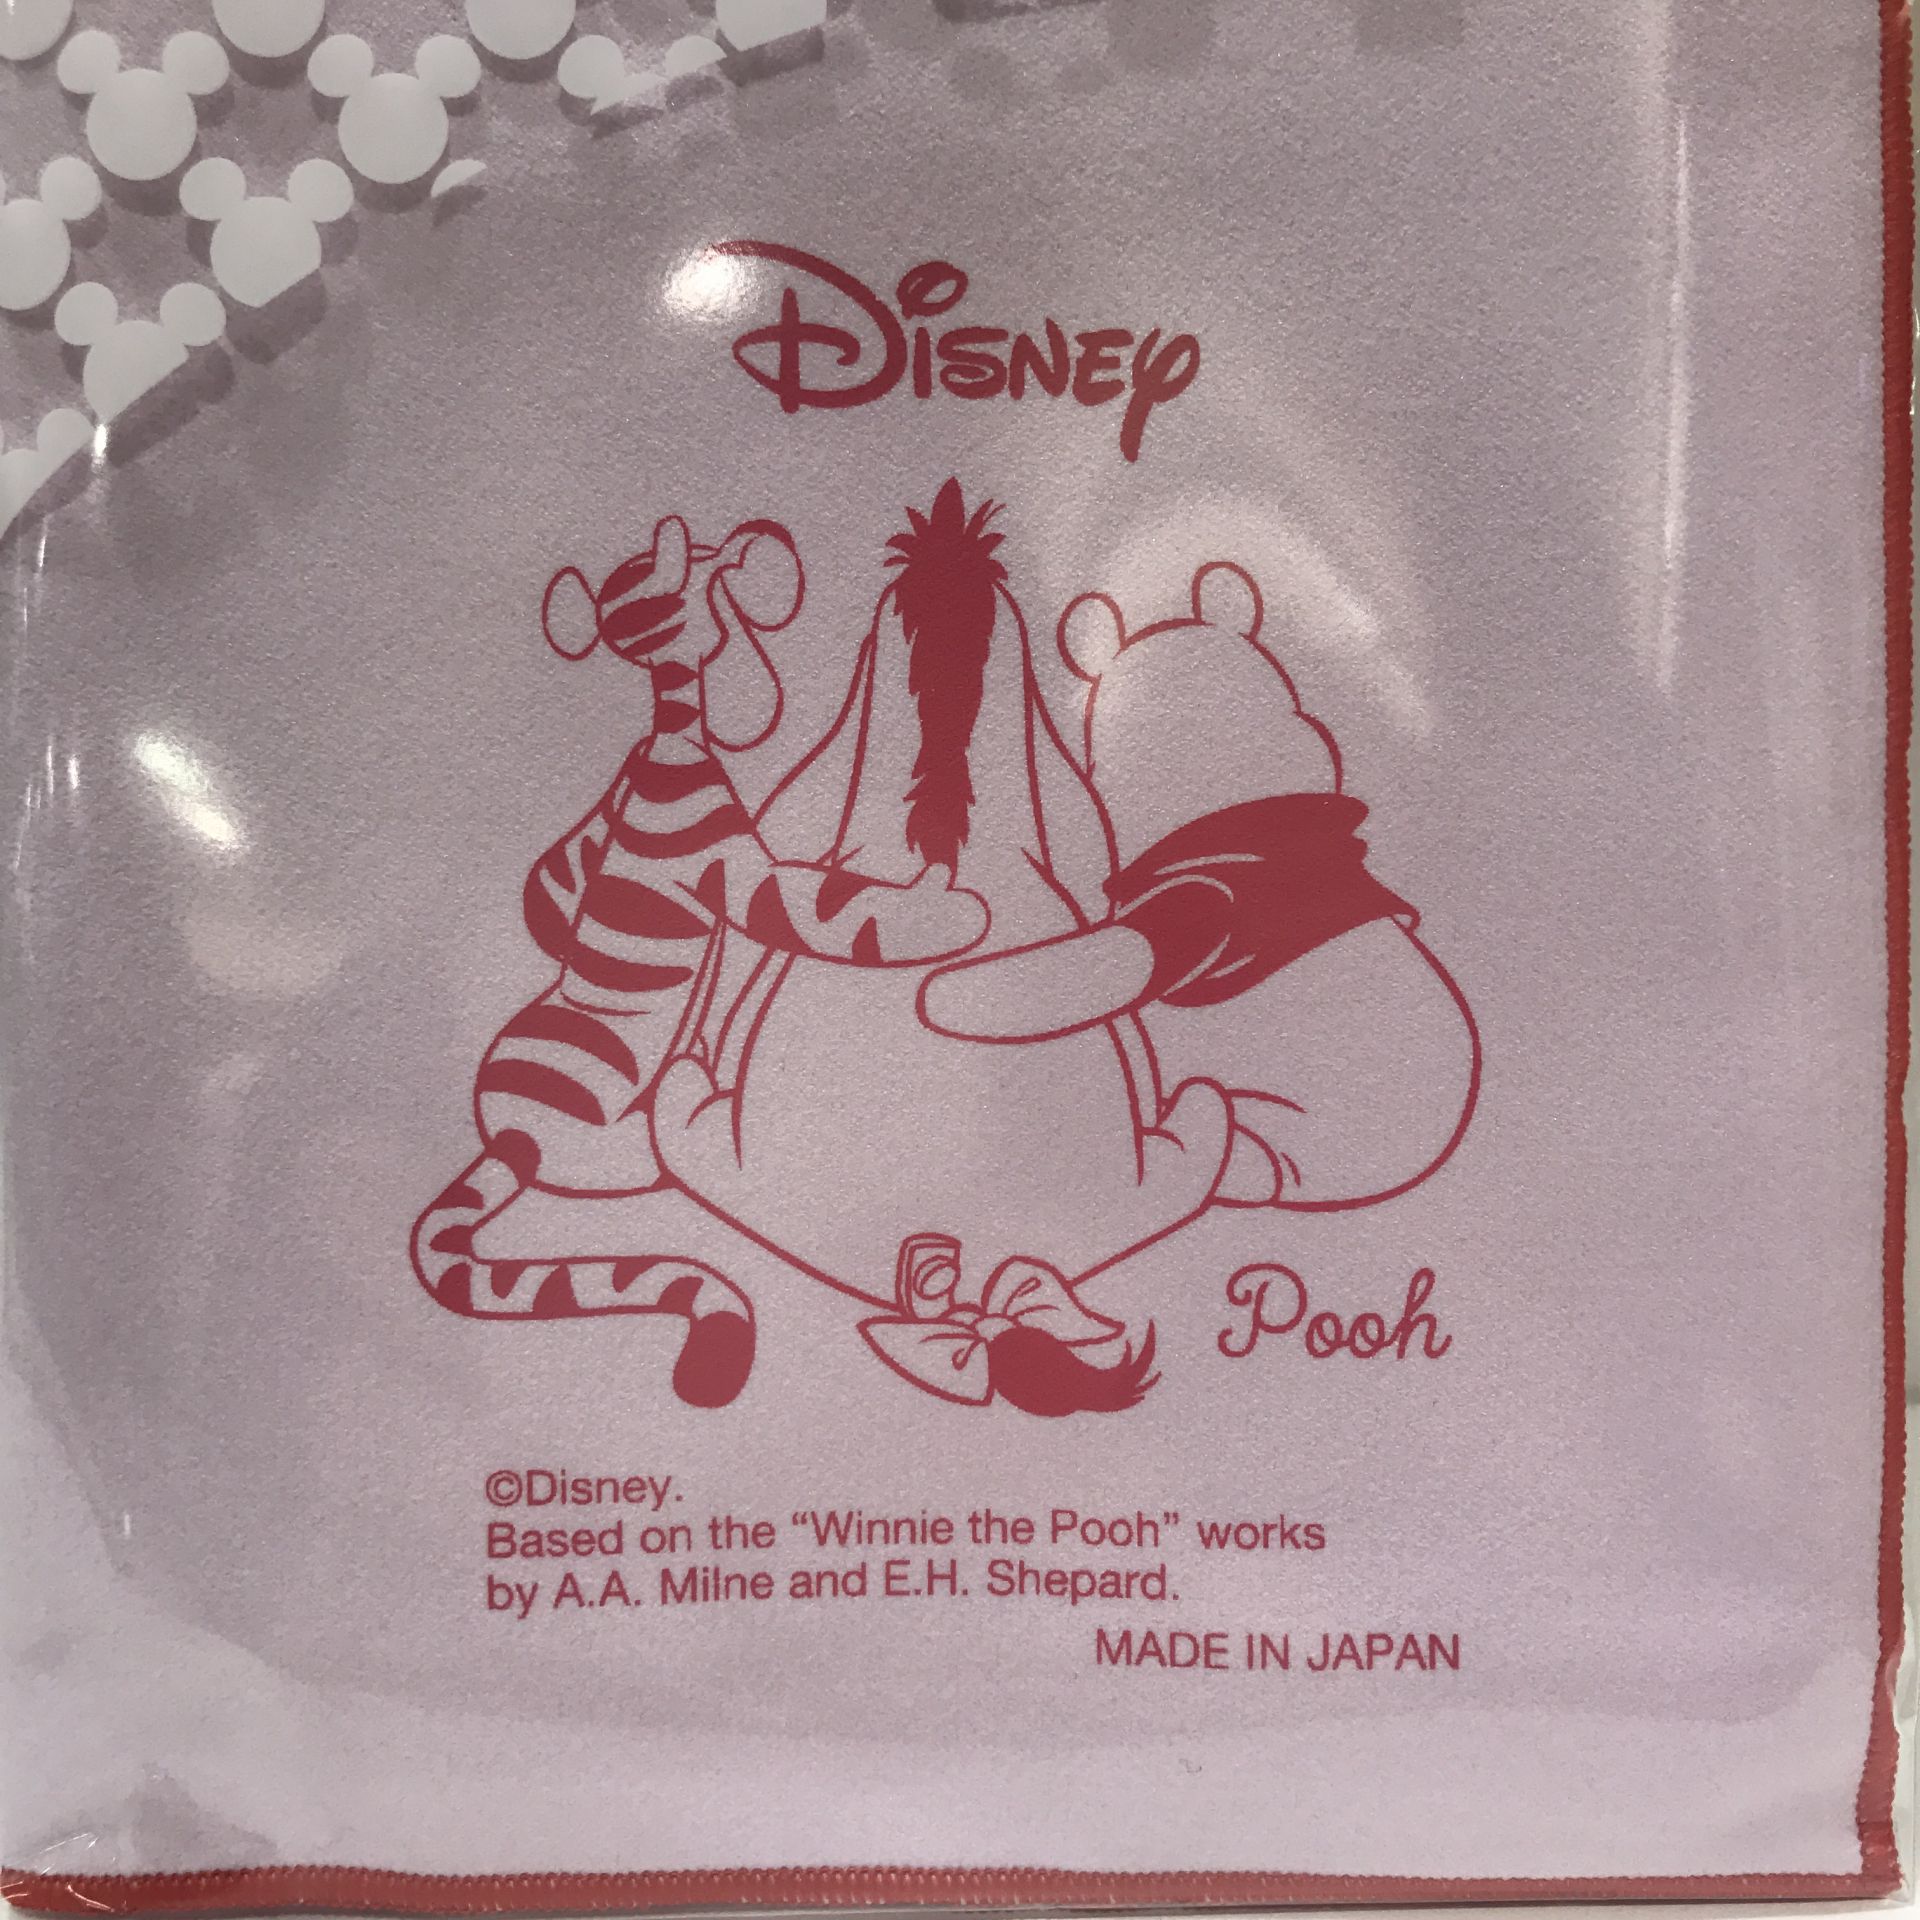 Disney
Pooh
©Disney.
Based on the “Winnie the Pooh” works
by A.A. Milne and E.H. Shepard.
MADE IN JAPAN